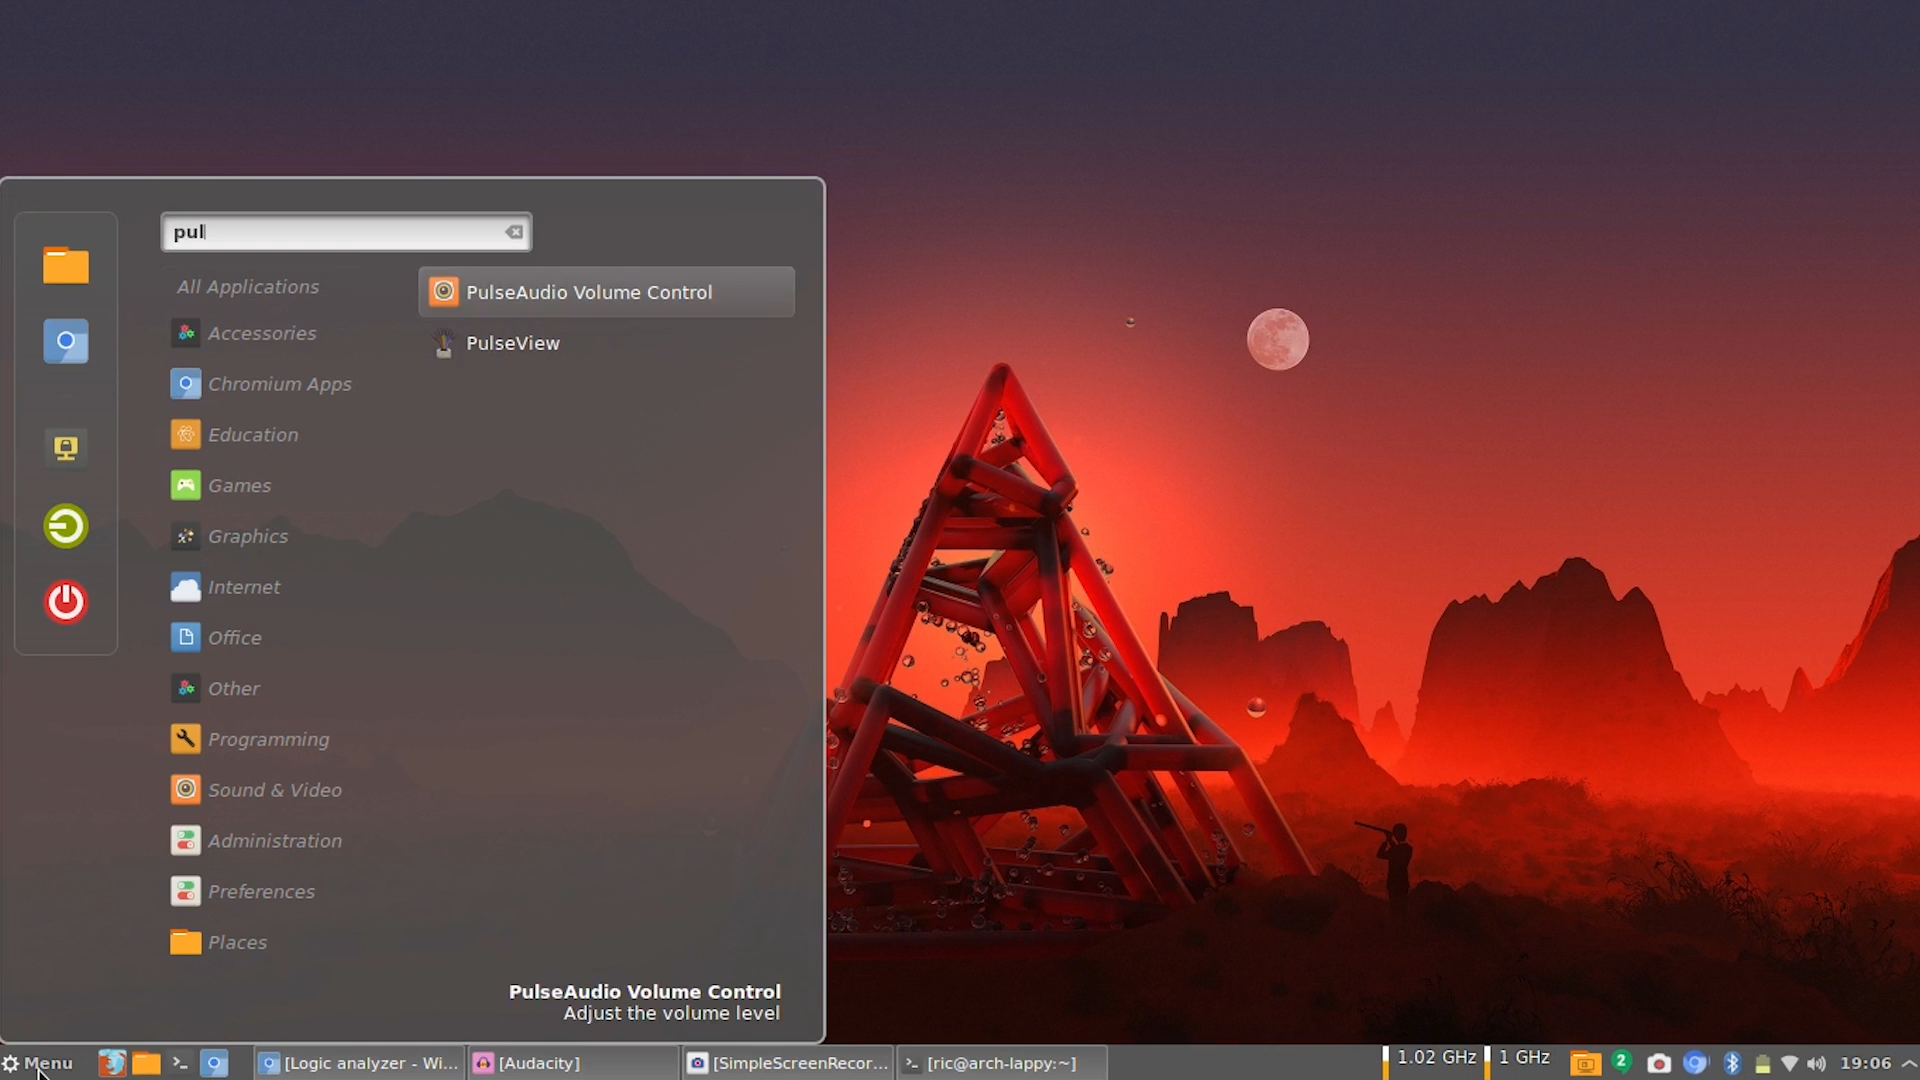 pul
All Applications
PulseAudio Volume Control
Accessories
PulseView
Chromium Apps
Education
Games
Graphics
Internet
Office
Other
Programming
Sound & Video
Administration
Preferences
Places
PulseAudio Volume Control
Adjust the volume level
Menu
[Logic analyzer - Wi...
[Audacity]
[SimpleScreenRecor...
[ric@arch-lappy:~]
1.02 GHz
1 GHz
2
19:06